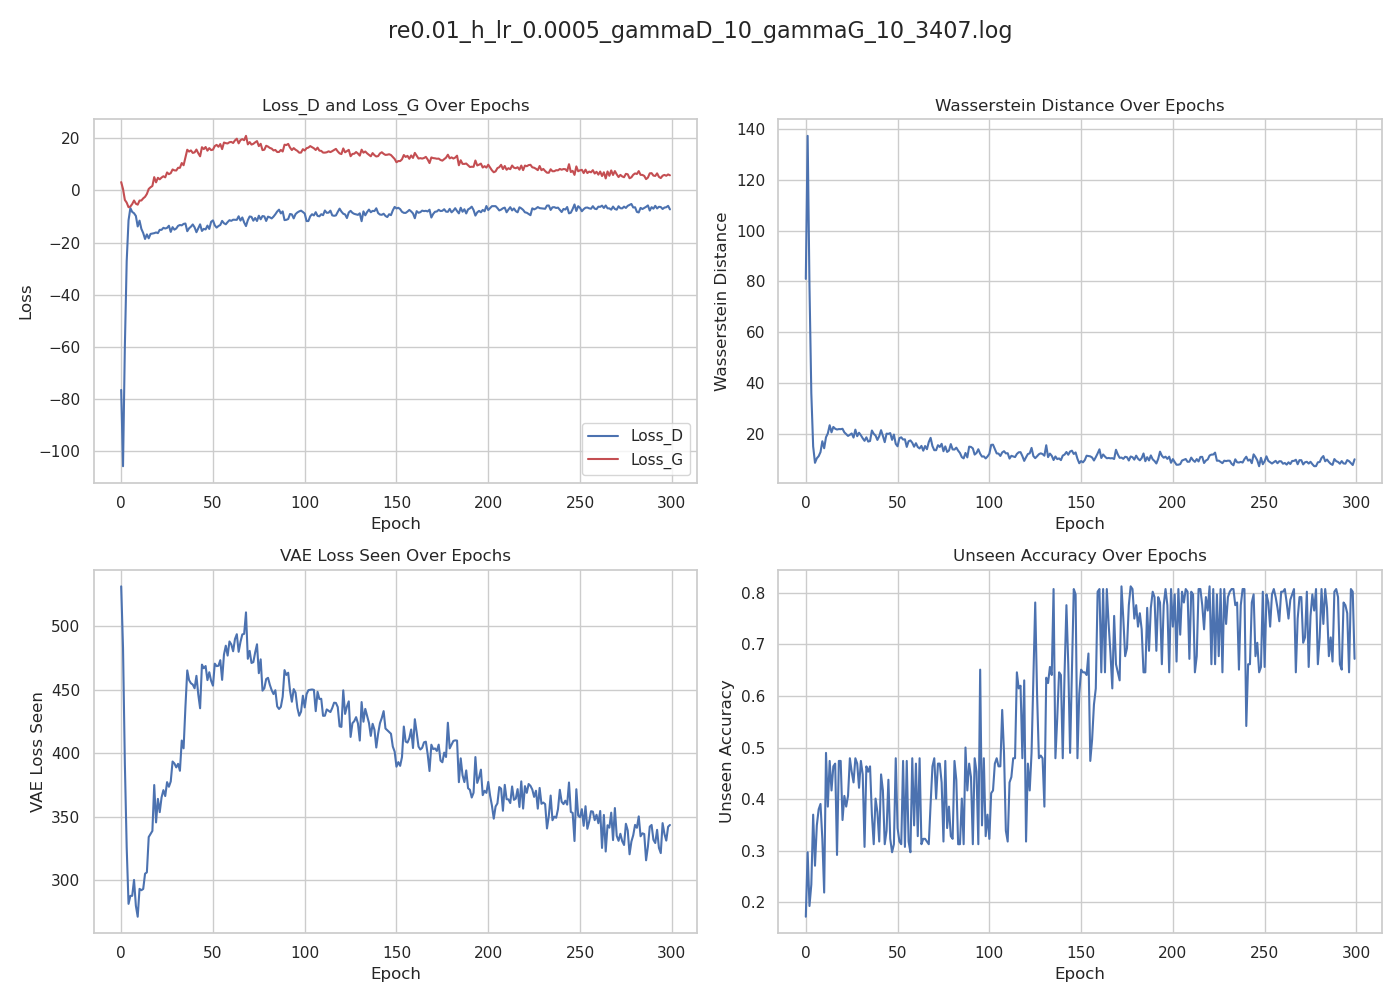 re0.01_h_lr_0.0005_gammaD_10_gammaG_10_3407.log
Loss_D and Loss_G Over Epochs
Loss
20
0
−20
−40
−60
−80
−100
0 50 100 150 200 250 300
Epoch
Loss_D
Loss_G
Wasserstein Distance Over Epochs
Wasserstein Distance
140
120
100
80
60
40
20
0 50 100 150 200 250 300
Epoch
VAE Loss Seen Over Epochs
VAE Loss Seen
500
450
400
350
300
0 50 100 150 200 250 300
Epoch
Unseen Accuracy Over Epochs
Unseen Accuracy
0.8
0.7
0.6
0.5
0.4
0.3
0.2
0 50 100 150 200 250 300
Epoch